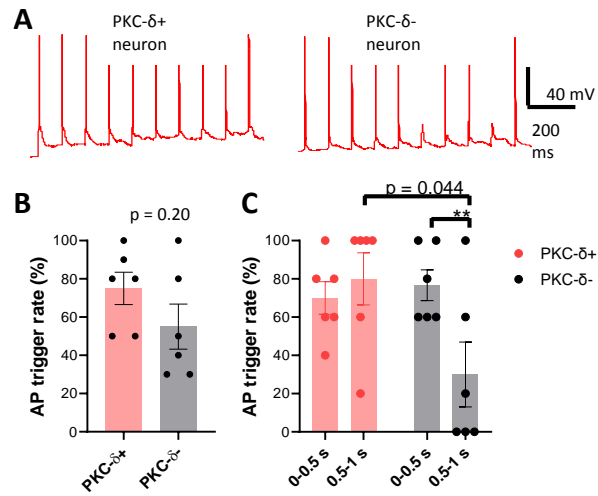 A
PKC-δ+
neuron
PKC-δ-
neuron
40 mV
200
ms
B
p = 0.20
AP trigger rate (%)
100
80
60
40
20
0
PKC-δ+
PKC-δ-
C
p = 0.044
**
AP trigger rate (%)
100
80
60
40
20
0
0-0.5 s
0.5-1 s
0-0.5 s
0.5-1 s
PKC-δ+
PKC-δ-